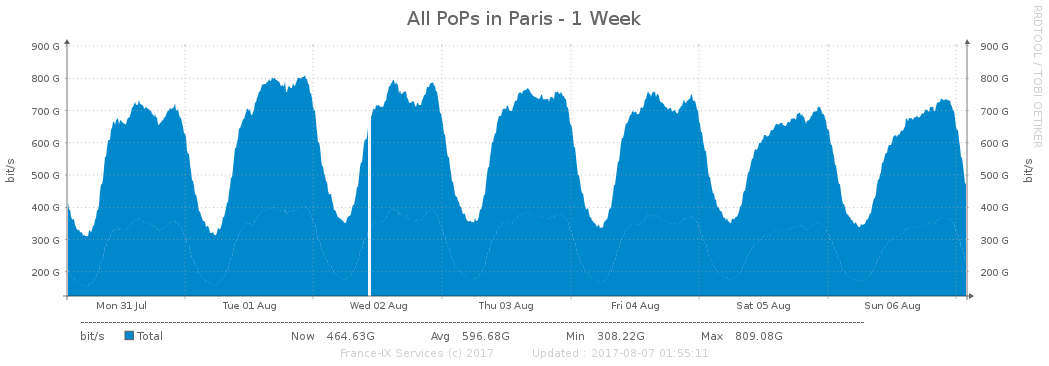 All PoPs in Paris - 1 Week
RRDTOOL / TOBI OETIKER
900 G 900 G
800 G 800 G
700 G 700 G
600 G 600 G
500 G 500 G
400 G 400 G
300 G 300 G
200 G 200 G
bit/s
bit/s
Mon 31 Jul Tue 01 Aug Wed 02 Aug Thu 03 Aug Fri 04 Aug Sat 05 Aug Sun 06 Aug
bit/s Total Now 464.63G Avg 596.68G Min 308.22G Max 809.08G
France-IX Services (c) 2017 Updated : 2017-08-07 01:55:11